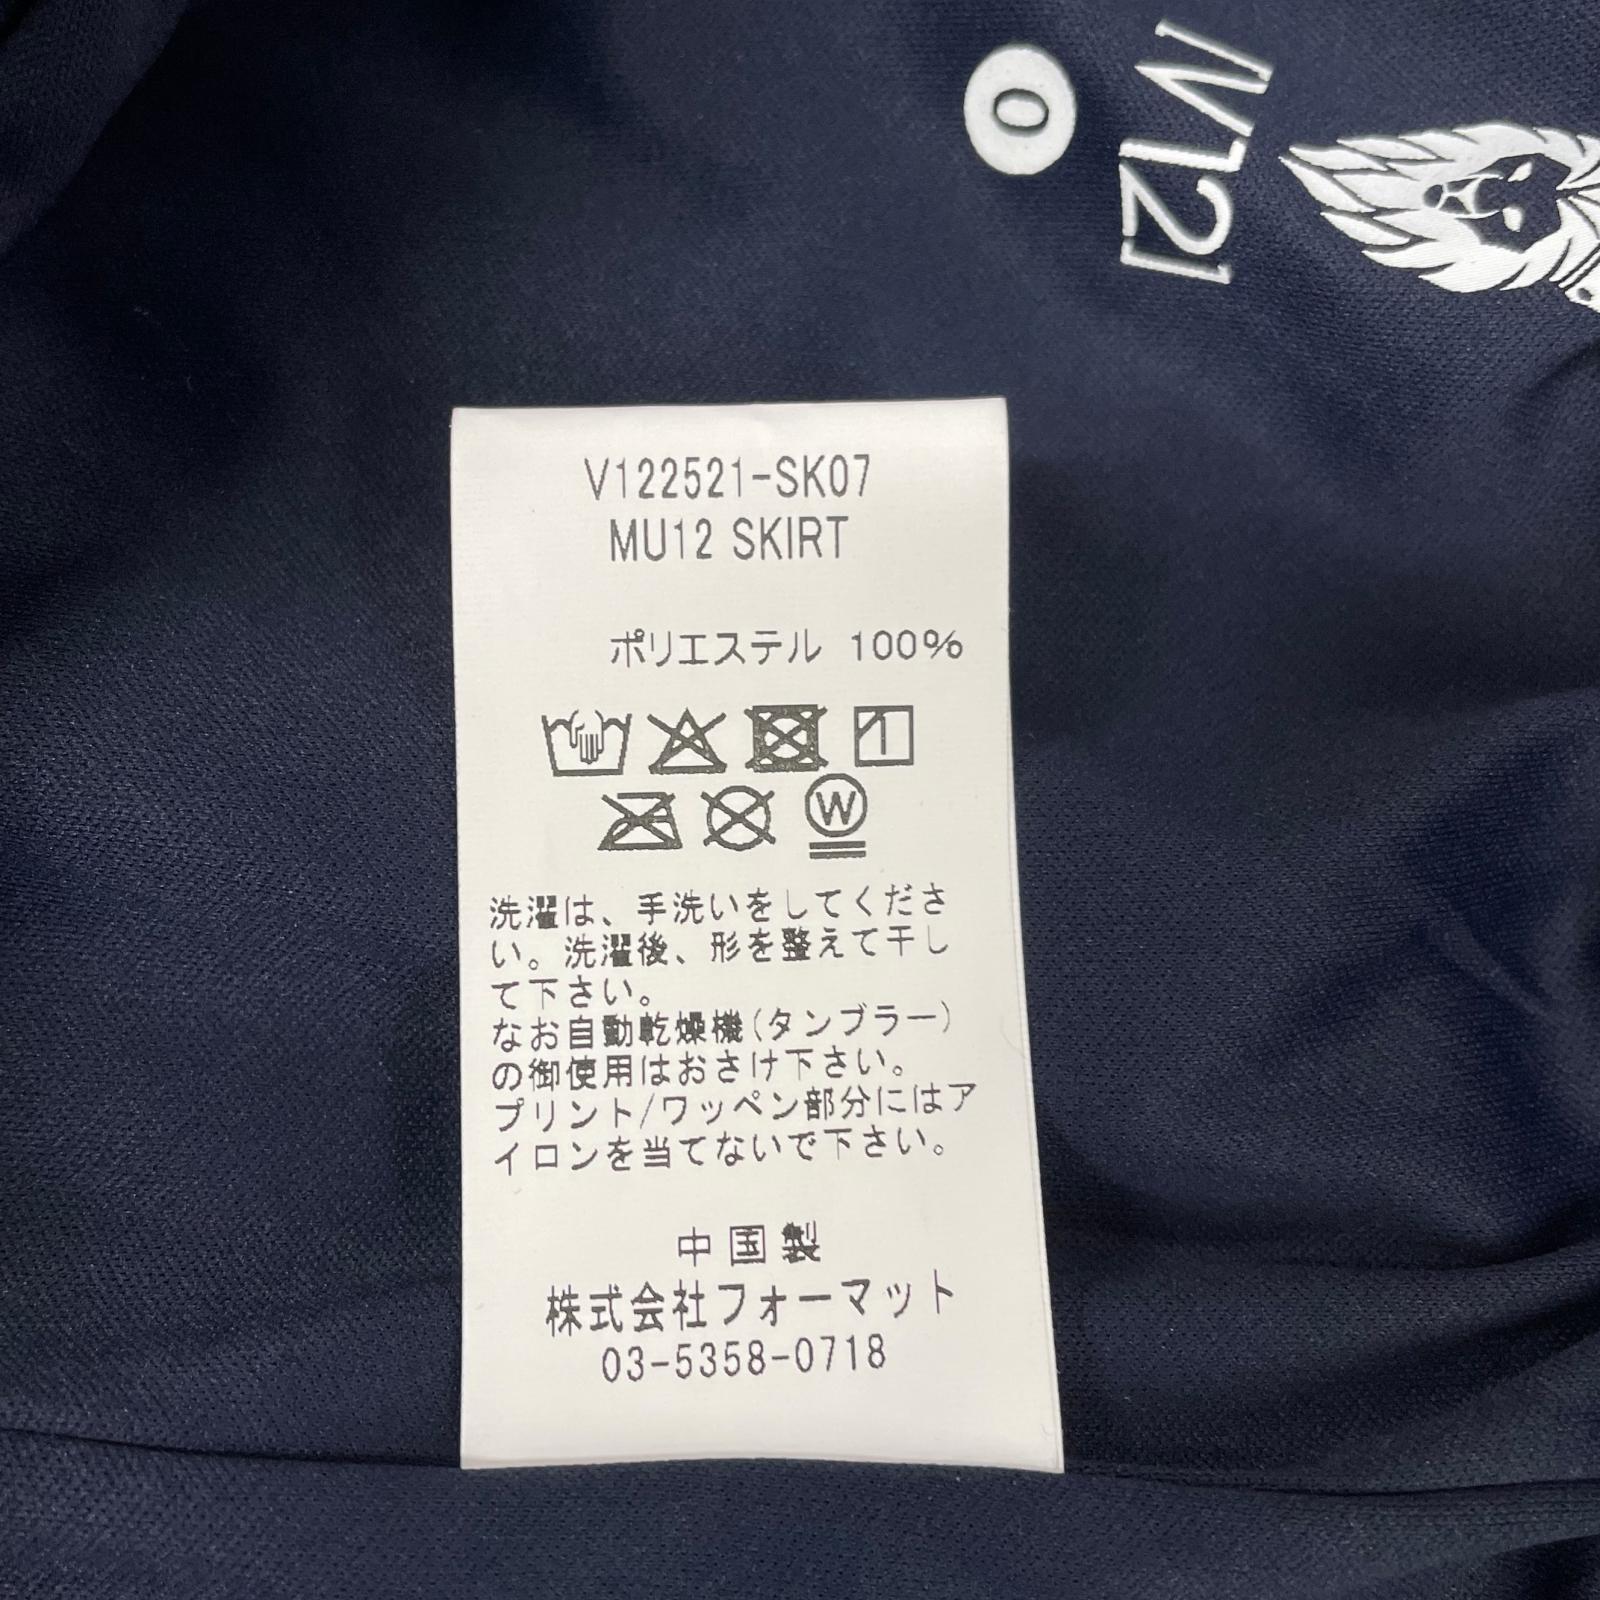 V12
0
V122521-SK07
MU12 SKIRT
ポリエステル 100%
W
洗濯は、手洗いをしてくださ
い。洗濯後、形を整えて干し
て下さい。
なお自動乾燥機(タンブラー)
の御使用はおさけ下さい。
プリント/ワッペン部分にはア
イロンを当てないで下さい。
中国製
株式会社フォーマット
03-5358-0718